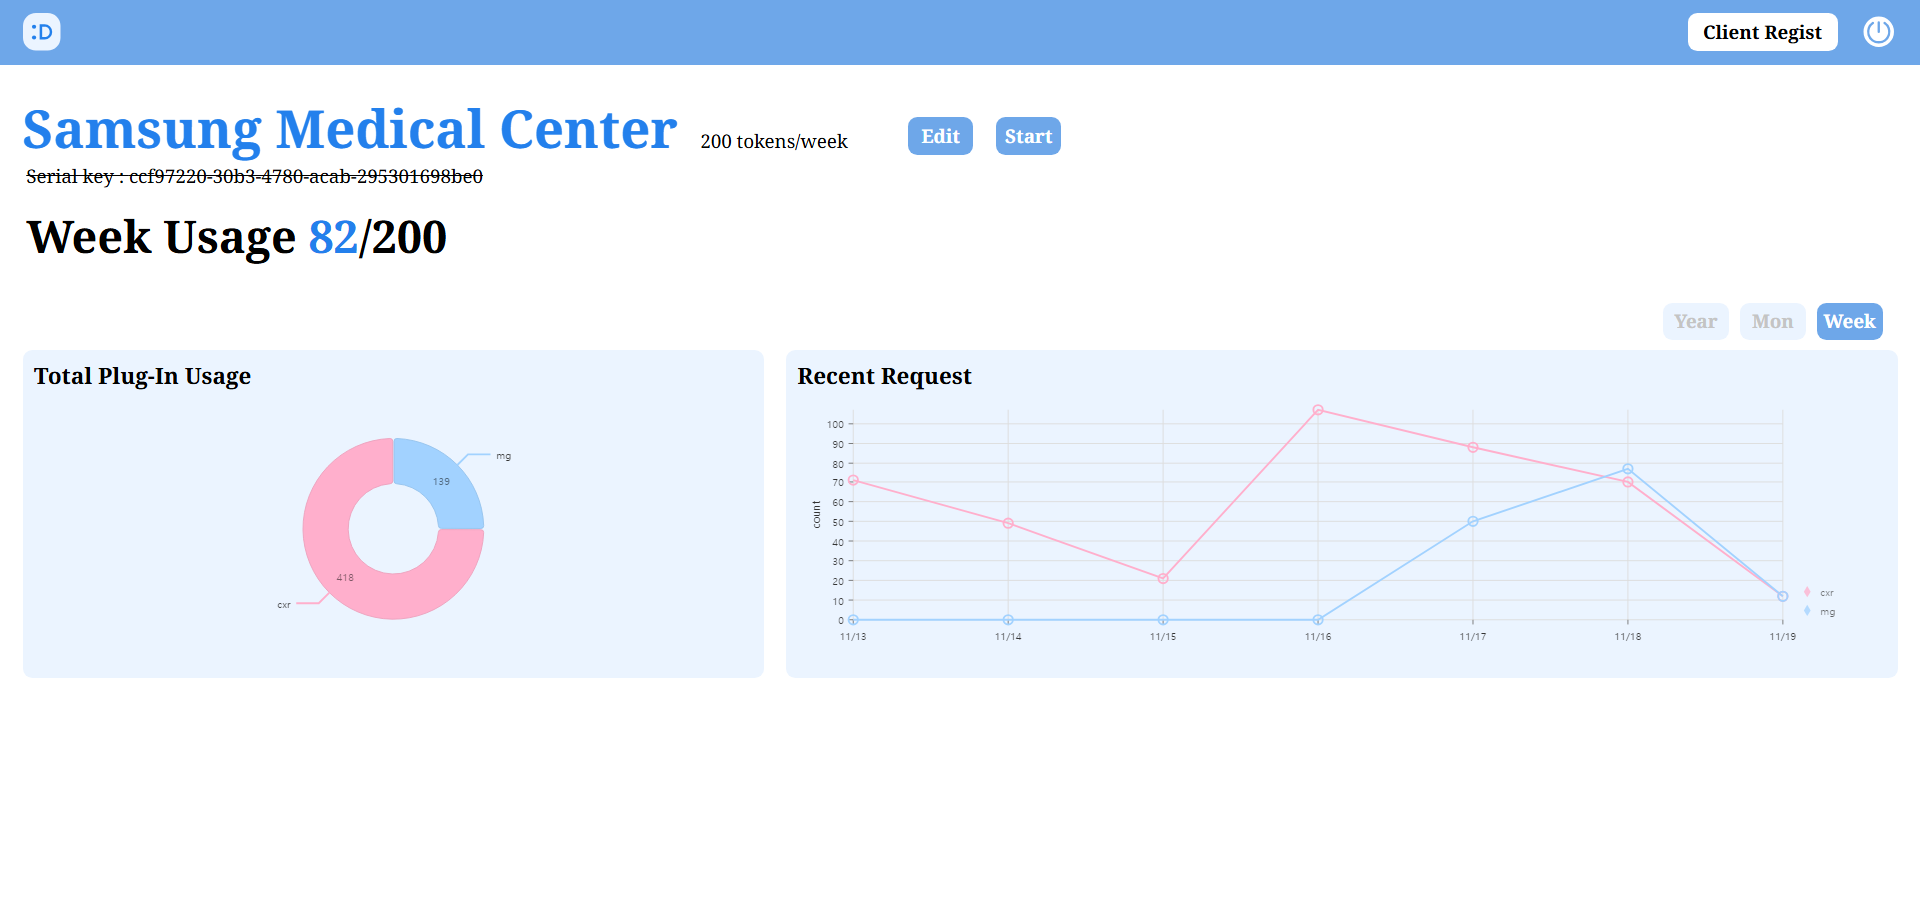 :D Client Regist
Samsung Medical Center 200 tokens/week Edit Start
Serial key : ccf97220-30b3-4780-acab-295301698be0
Week Usage 82/200
Year Mon Week
Total Plug-In Usage
mg
139
418
cxr
Recent Request
count
100
90
80
70
60
50
40
30
20
10
0
11/13 11/14 11/15 11/16 11/17 11/18 11/19
cxr
mg